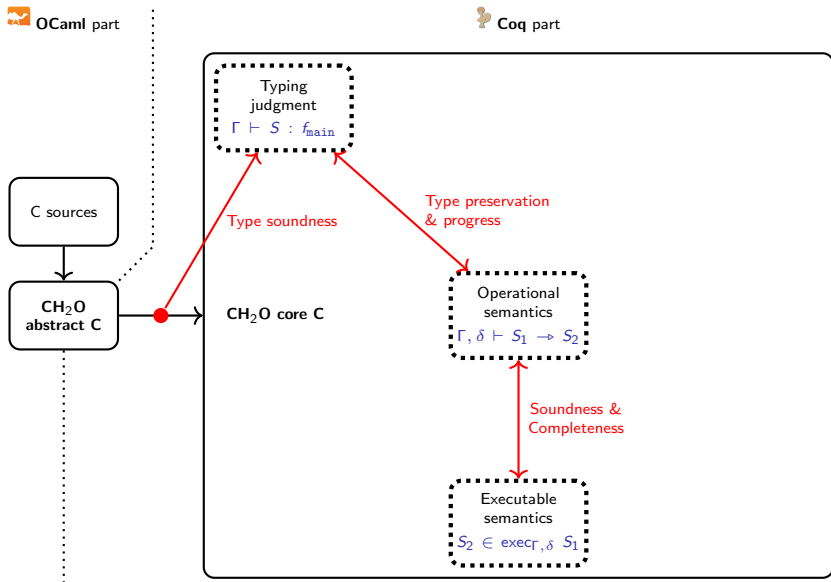 OCaml part
Coq part
Typing
judgment
Γ ⊢ S : f_main
C sources
Type soundness
Type preservation
& progress
CH₂O
abstract C
CH₂O core C
Operational
semantics
Γ, δ ⊢ S₁ ⇾ S₂
Soundness &
Completeness
Executable
semantics
S₂ ∈ exec_Γ,δ S₁